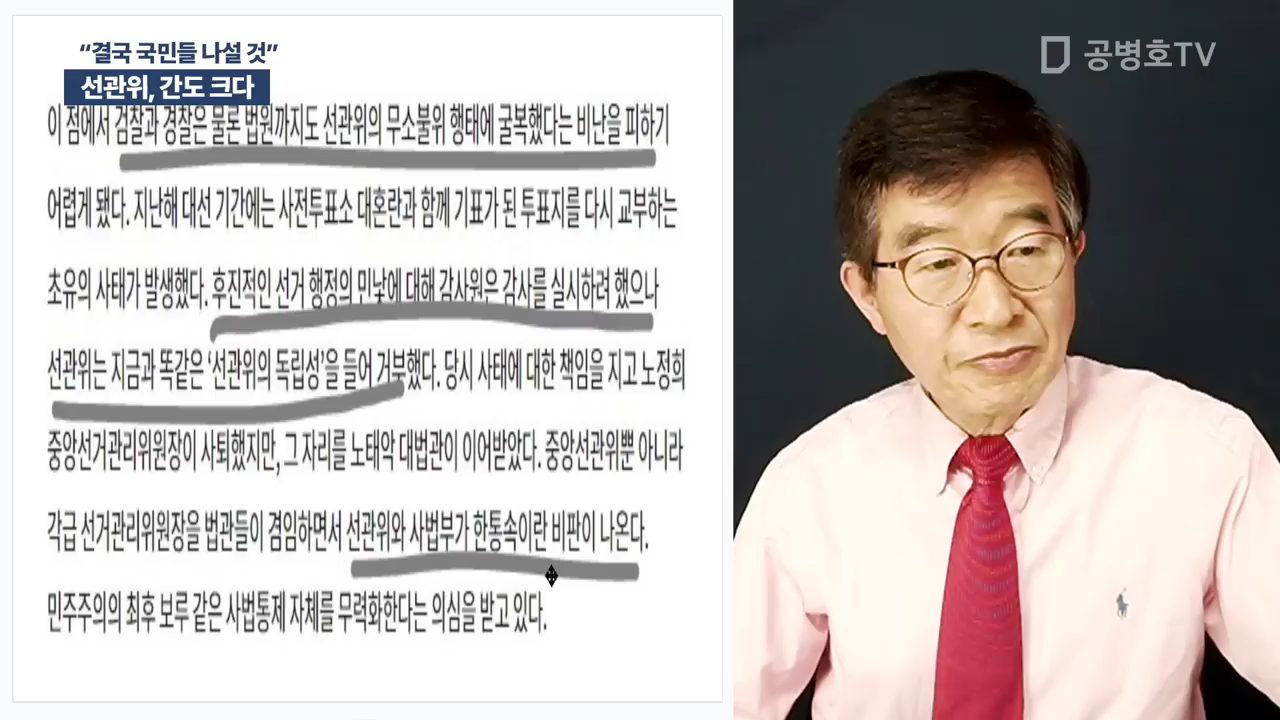 “결국 국민들 나설 것”
선관위, 간도 크다
공병호TV
이 점에서 검찰과 경찰은 물론 법원까지도 선관위의 무소불위 행태에 굴복했다는 비난을 피하기
어렵게 됐다. 지난해 대선 기간에는 사전투표소 대혼란과 함께 기표가 된 투표지를 다시 교부하는
초유의 사태가 발생했다. 후진적인 선거 행정의 민낯에 대해 감사원은 감사를 실시하려 했으나
선관위는 지금과 똑같은 ‘선관위의 독립성’을 들어 거부했다. 당시 사태에 대한 책임을 지고 노정희
중앙선거관리위원장이 사퇴했지만, 그 자리를 노태악 대법관이 이어받았다. 중앙선관위뿐 아니라
각급 선거관리위원장을 법관들이 겸임하면서 선관위와 사법부가 한통속이란 비판이 나온다.
민주주의의 최후 보루 같은 사법통제 자체를 무력화한다는 의심을 받고 있다.